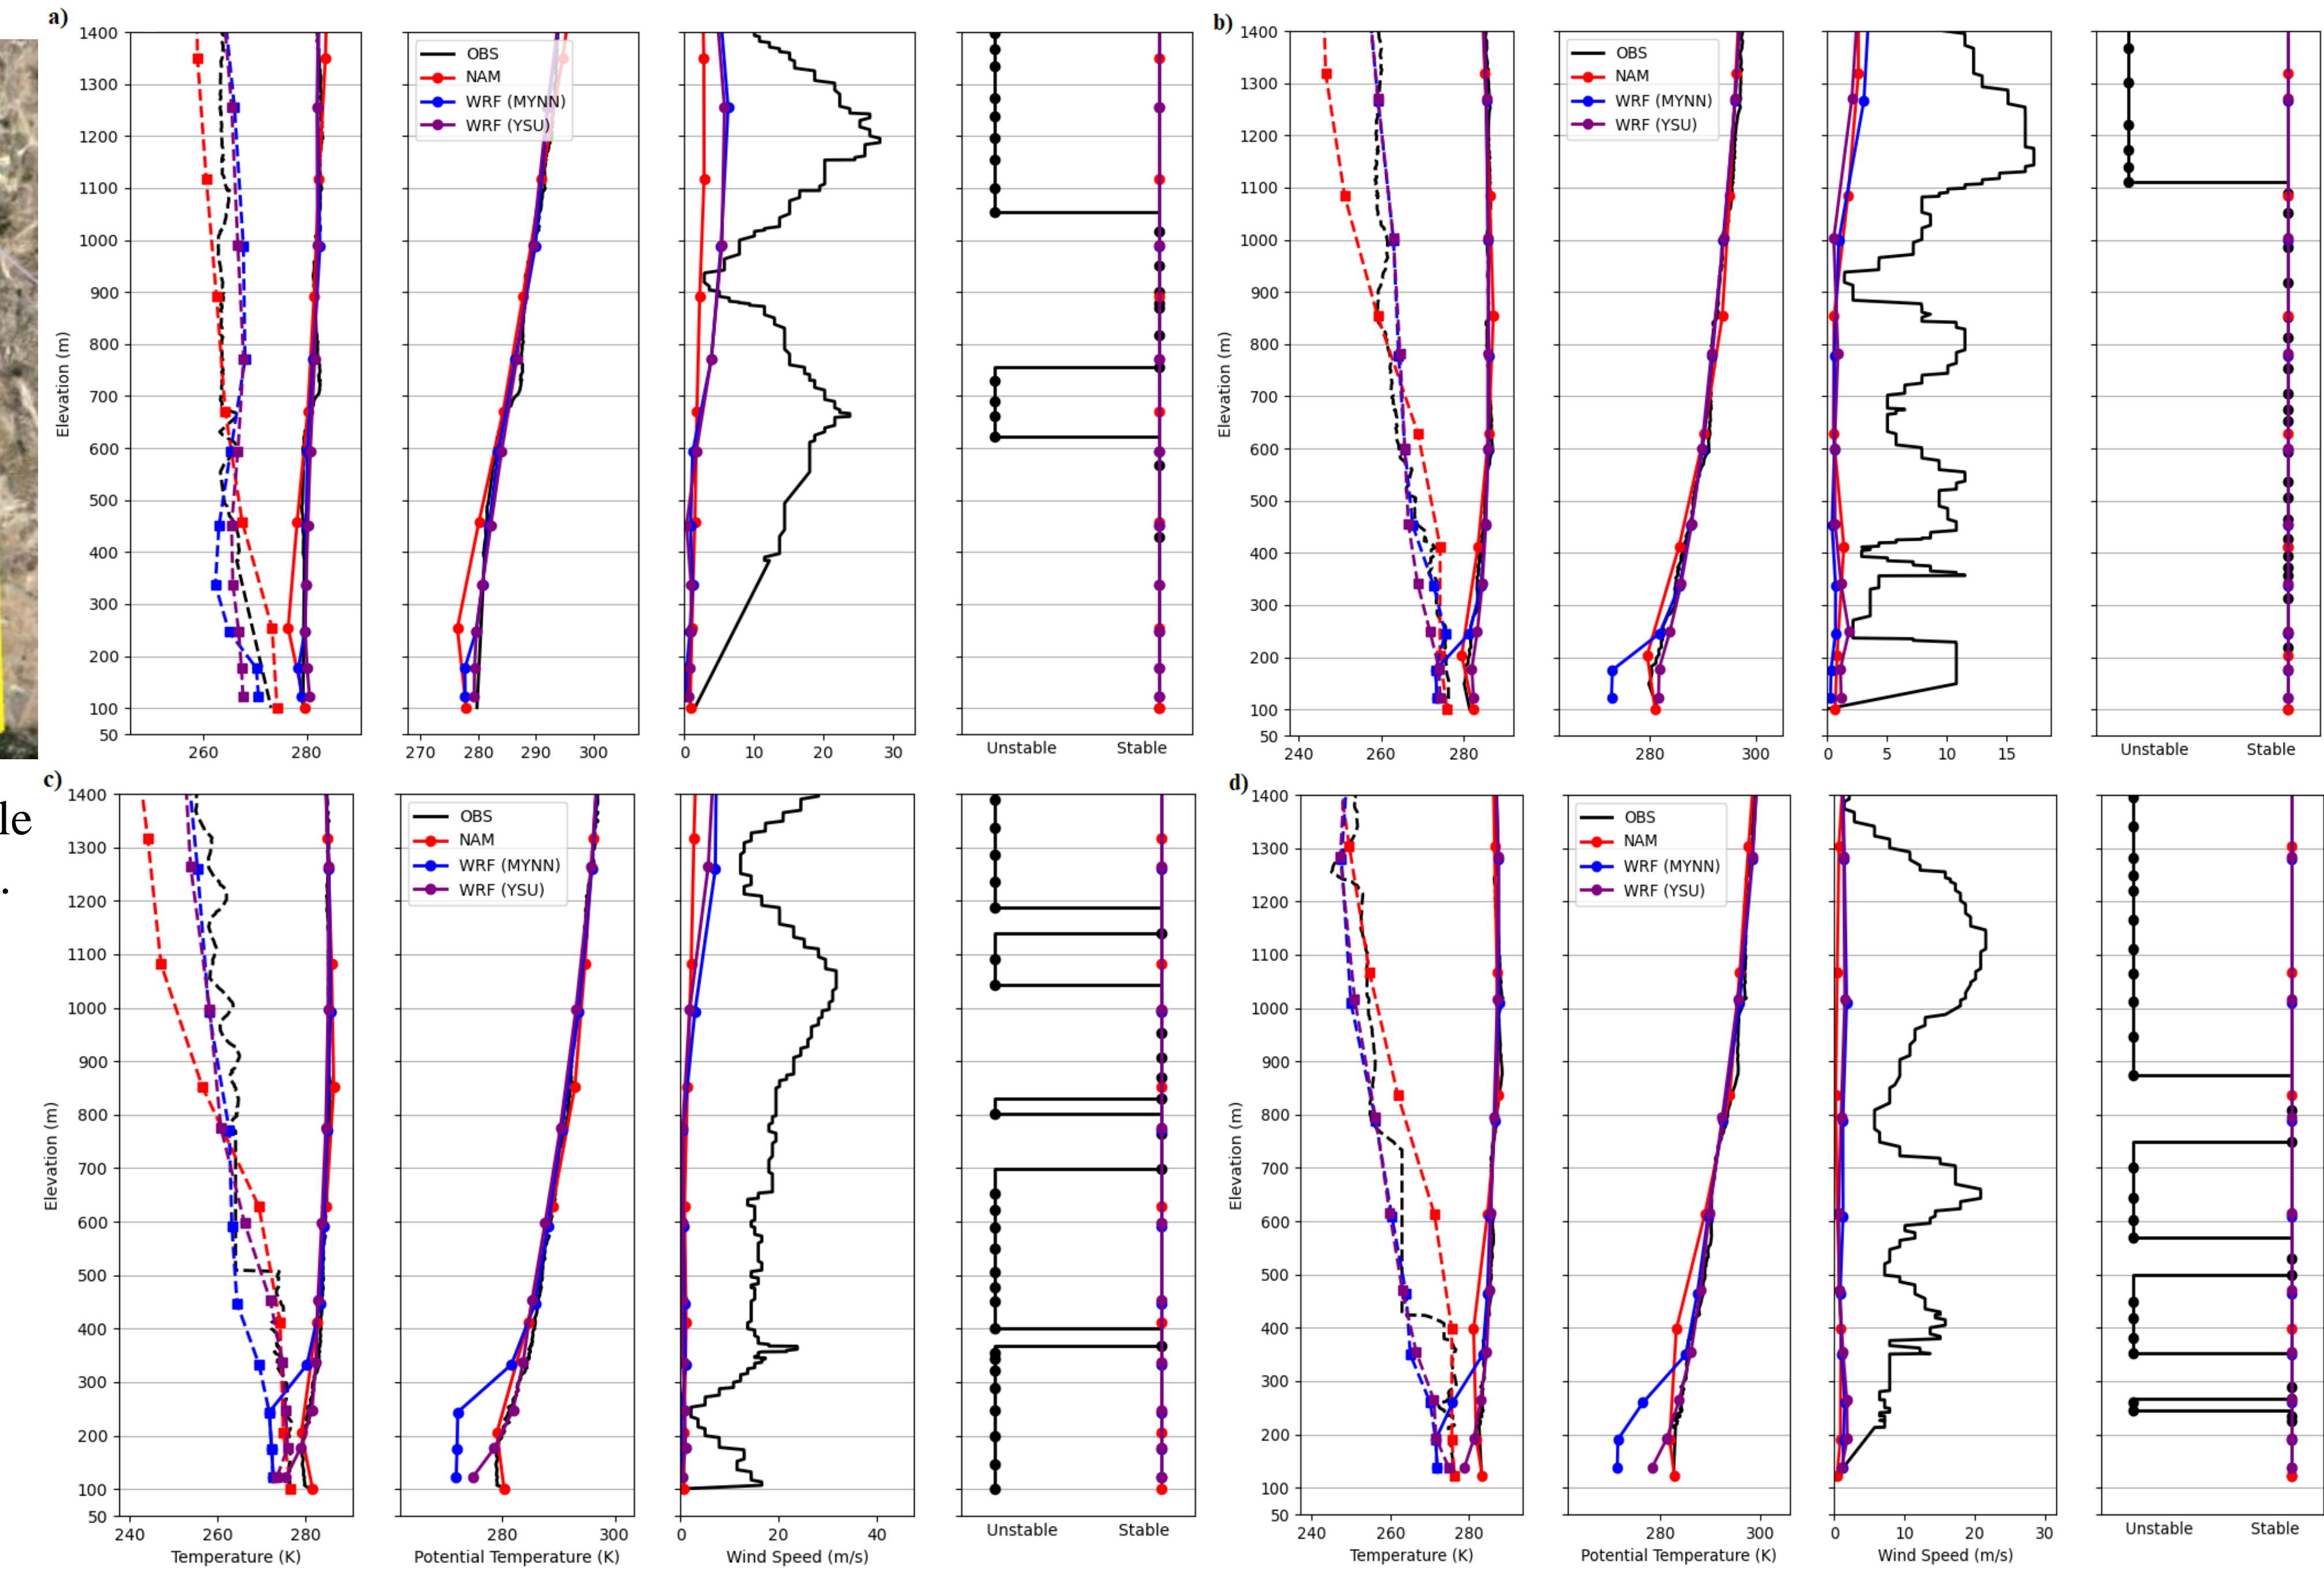 a)
1400
1300
1200
1100
1000
900
800
700
600
500
400
300
200
100
50
Elevation (m)
260 280
OBS
NAM
WRF (MYNN)
WRF (YSU)
270 280 290 300
0 10 20 30
Unstable Stable
b)
1400
1300
1200
1100
1000
900
800
700
600
500
400
300
200
100
50
Elevation (m)
240 260 280
OBS
NAM
WRF (MYNN)
WRF (YSU)
280 300
0 5 10 15
Unstable Stable
le
.
c)
1400
1300
1200
1100
1000
900
800
700
600
500
400
300
200
100
50
Elevation (m)
240 260 280
Temperature (K)
OBS
NAM
WRF (MYNN)
WRF (YSU)
280 300
Potential Temperature (K)
0 20 40
Wind Speed (m/s)
Unstable Stable
d)
1400
1300
1200
1100
1000
900
800
700
600
500
400
300
200
100
50
Elevation (m)
240 260 280
Temperature (K)
OBS
NAM
WRF (MYNN)
WRF (YSU)
280 300
Potential Temperature (K)
0 10 20 30
Wind Speed (m/s)
Unstable Stable